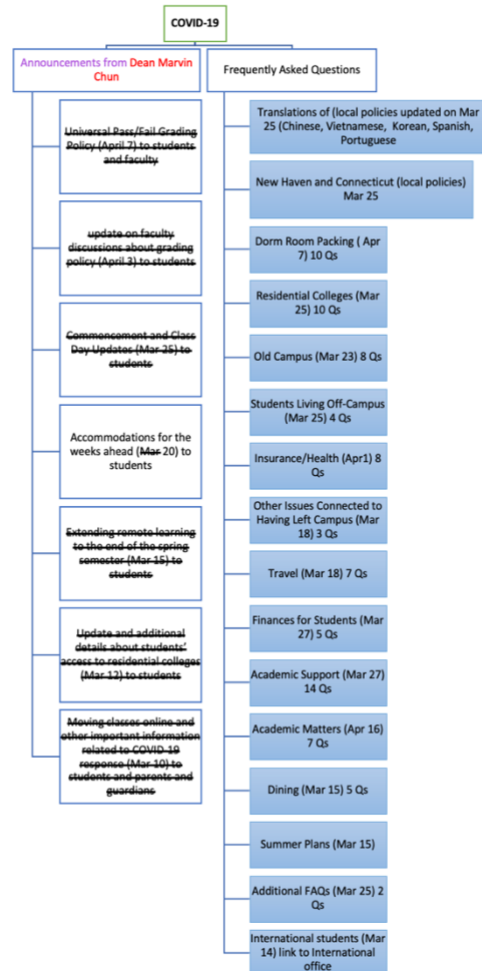 COVID-19
Announcements from Dean Marvin
Chun
Universal Pass/Fail Grading
Policy (April 7) to students
and faculty
update on faculty
discussions about grading
policy (April 3) to students
Commencement and Class
Day Updates (Mar 25) to
students
Accommodations for the
weeks ahead (Mar 20) to
students
Extending remote learning
to the end of the spring
semester (Mar 15) to
students
Update and additional
details about students'
access to residential colleges
(Mar 12) to students
Moving classes online and
other important information
related to COVID-19
response (Mar 10) to
students and parents and
guardians
Frequently Asked Questions
Translations of (local policies updated on Mar
25 (Chinese, Vietnamese, Korean, Spanish,
Portuguese
New Haven and Connecticut (local policies)
Mar 25
Dorm Room Packing ( Apr
7) 10 Qs
Residential Colleges (Mar
25) 10 Qs
Old Campus (Mar 23) 8 Qs
Students Living Off-Campus
(Mar 25) 4 Qs
Insurance/Health (Apr1) 8
Qs
Other Issues Connected to
Having Left Campus (Mar
18) 3 Qs
Travel (Mar 18) 7 Qs
Finances for Students (Mar
27) 5 Qs
Academic Support (Mar 27)
14 Qs
Academic Matters (Apr 16)
7 Qs
Dining (Mar 15) 5 Qs
Summer Plans (Mar 15)
Additional FAQs (Mar 25) 2
Qs
International students (Mar
14) link to International
office